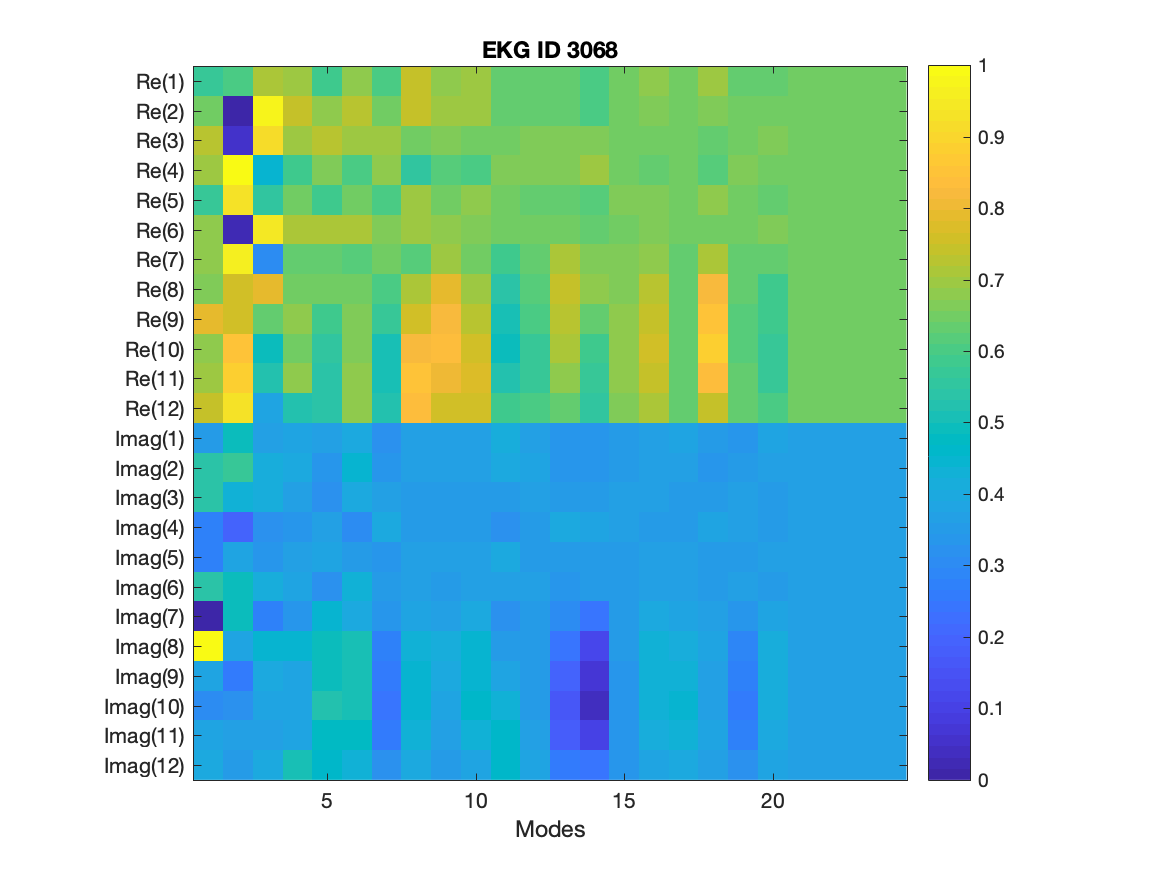 EKG ID 3068
Re(1)
Re(2)
Re(3)
Re(4)
Re(5)
Re(6)
Re(7)
Re(8)
Re(9)
Re(10)
Re(11)
Re(12)
Imag(1)
Imag(2)
Imag(3)
Imag(4)
Imag(5)
Imag(6)
Imag(7)
Imag(8)
Imag(9)
Imag(10)
Imag(11)
Imag(12)
5 10 15 20
Modes
1
0.9
0.8
0.7
0.6
0.5
0.4
0.3
0.2
0.1
0